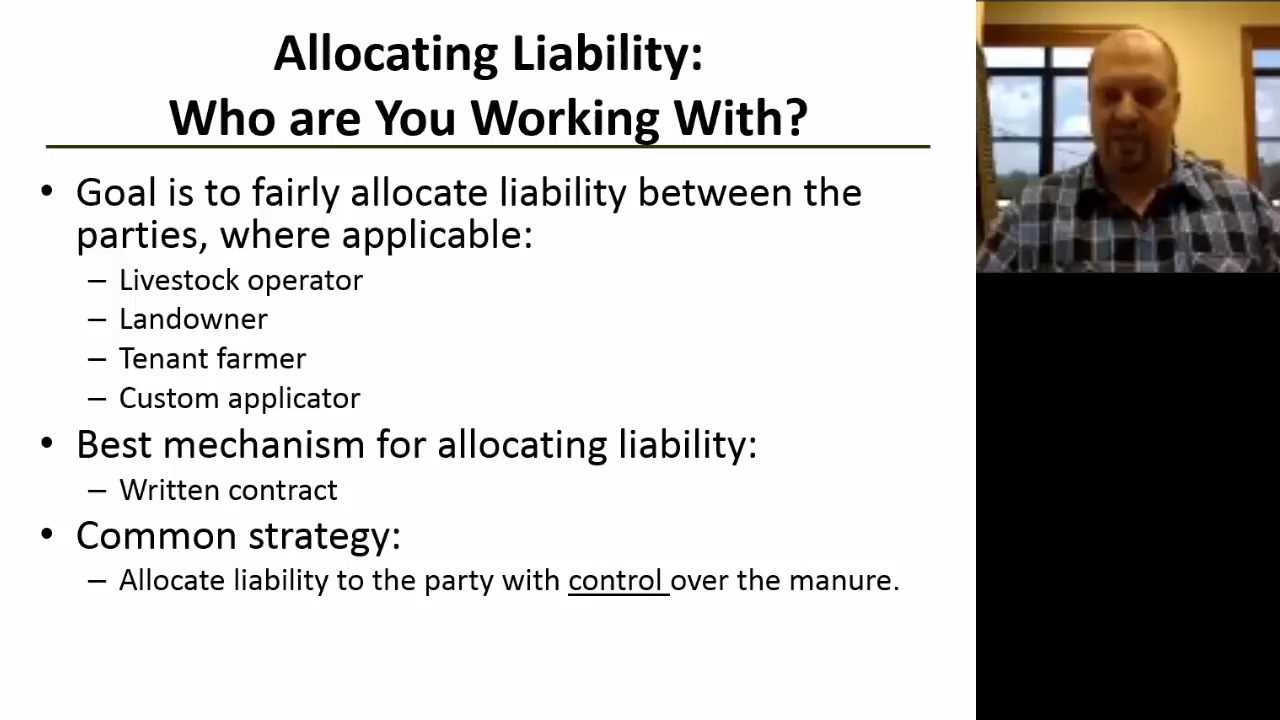 Allocating Liability:
Who are You Working With?
• Goal is to fairly allocate liability between the
parties, where applicable:
– Livestock operator
– Landowner
– Tenant farmer
– Custom applicator
• Best mechanism for allocating liability:
– Written contract
• Common strategy:
– Allocate liability to the party with control over the manure.